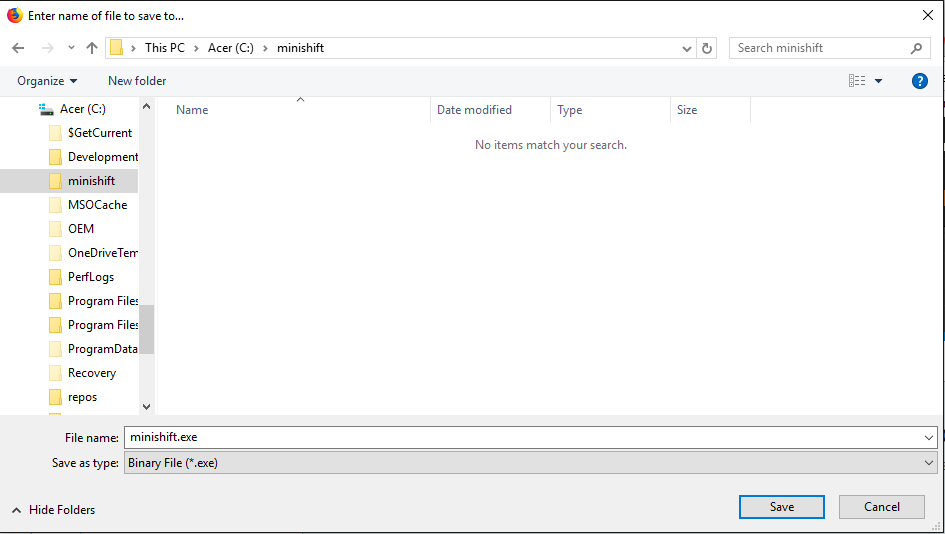 Enter name of file to save to...
This PC > Acer (C:) > minishift
Search minishift
Organize New folder
?
Name Date modified Type Size
No items match your search.
Acer (C:)
$GetCurrent
Development
minishift
MSOCache
OEM
OneDriveTem
PerfLogs
Program Files
Program Files
ProgramData
Recovery
repos
File name: minishift.exe
Save as type: Binary File (*.exe)
Hide Folders
Save Cancel